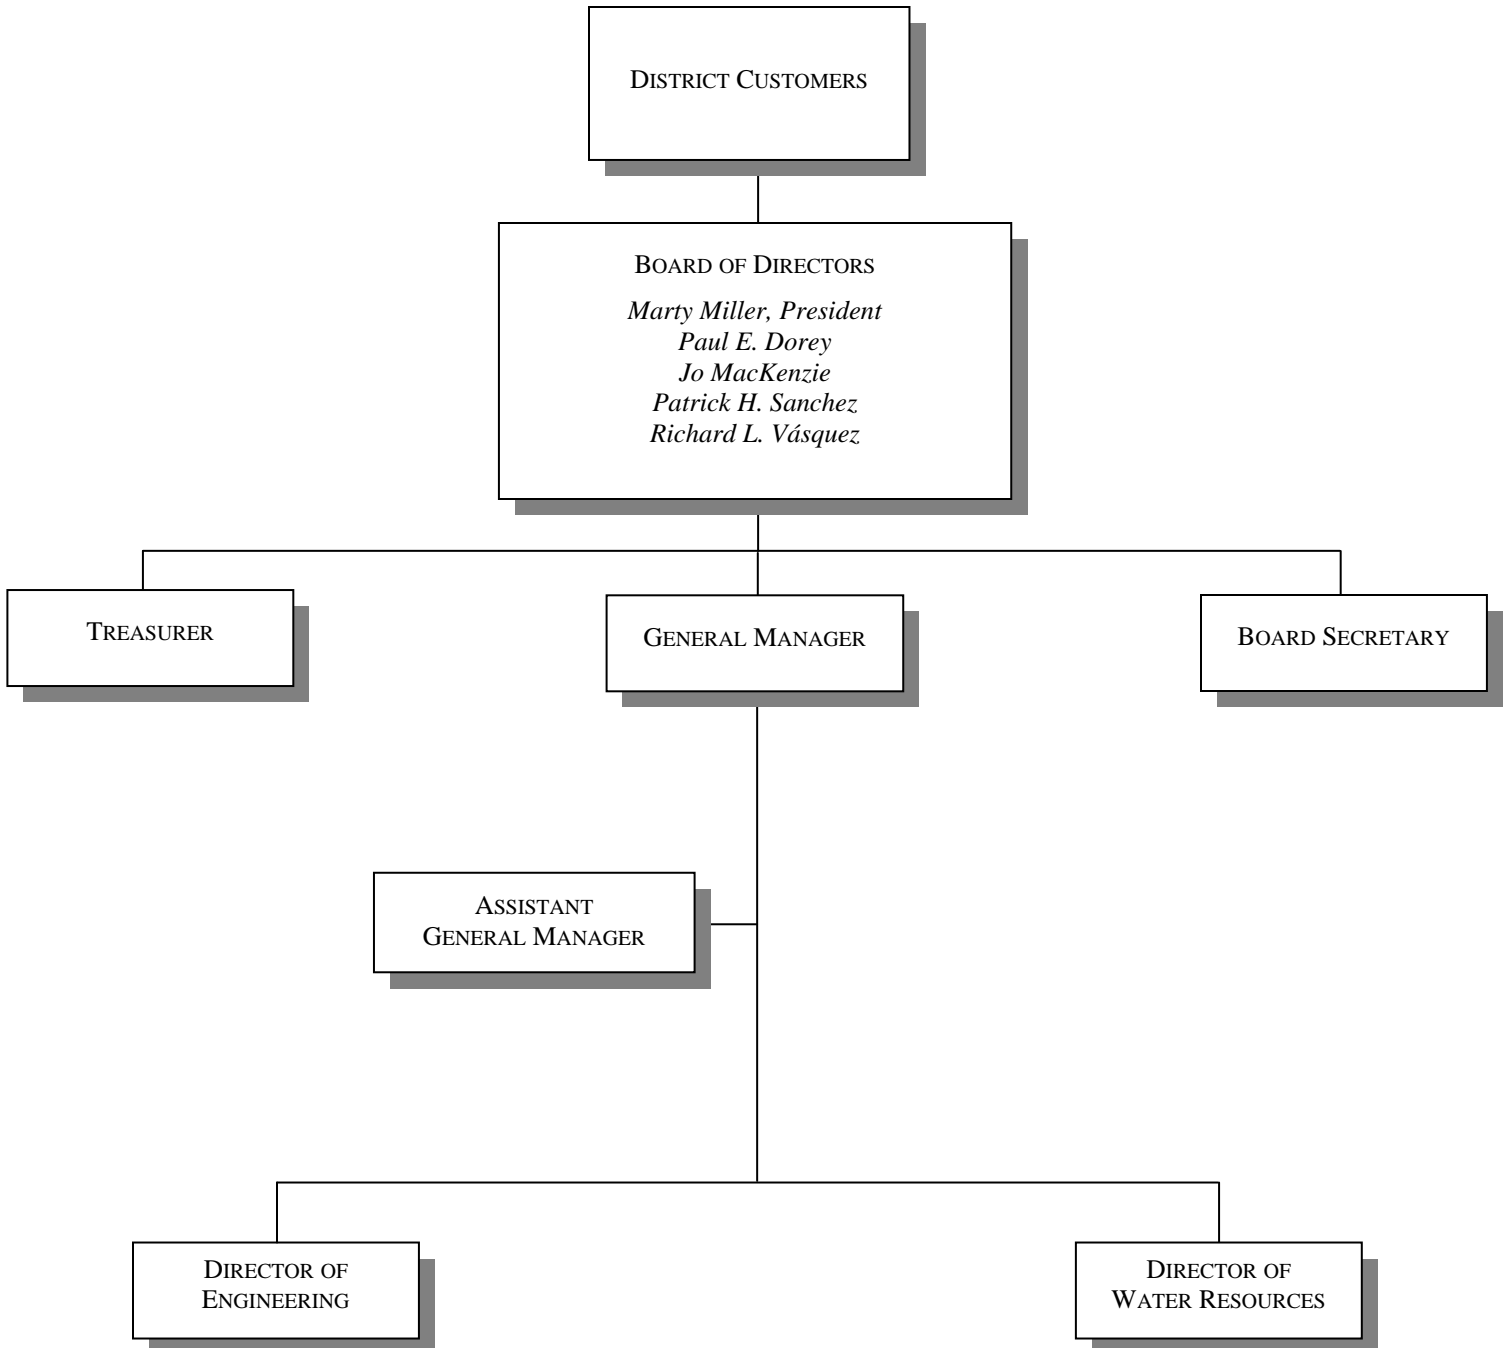 DISTRICT CUSTOMERS
BOARD OF DIRECTORS
Marty Miller, President
Paul E. Dorey
Jo MacKenzie
Patrick H. Sanchez
Richard L. Vásquez
TREASURER
GENERAL MANAGER
BOARD SECRETARY
ASSISTANT
GENERAL MANAGER
DIRECTOR OF
ENGINEERING
DIRECTOR OF
WATER RESOURCES